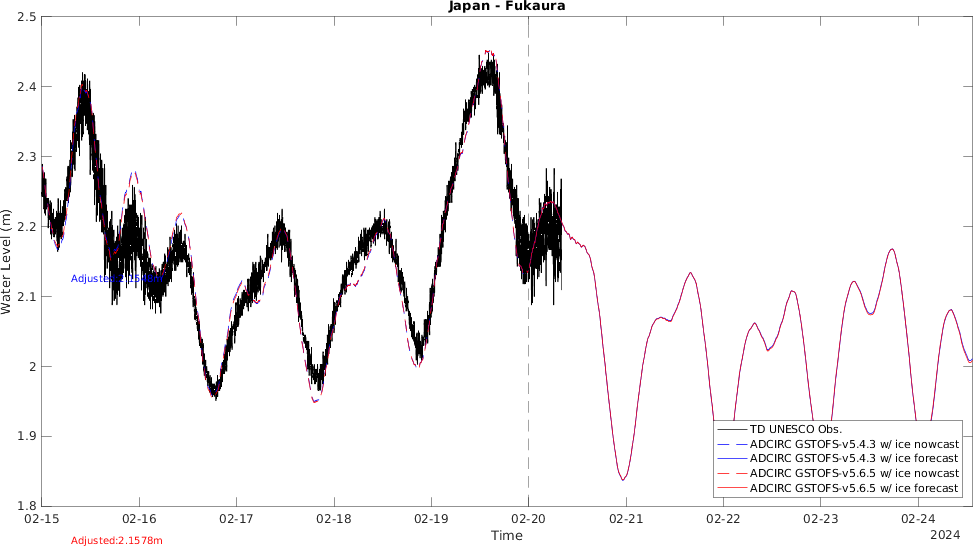 Japan - Fukaura
2.5
2.4
2.3
2.2
2.1
2
1.9
1.8
Water Level (m)
02-15
02-16
02-17
02-18
02-19
02-20
02-21
02-22
02-23
02-24
Time
2024
Adjusted:2.15
Adjusted:2.1578m
TD UNESCO Obs.
ADCIRC GSTOFS-v5.4.3 w/ ice nowcast
ADCIRC GSTOFS-v5.4.3 w/ ice forecast
ADCIRC GSTOFS-v5.6.5 w/ ice nowcast
ADCIRC GSTOFS-v5.6.5 w/ ice forecast